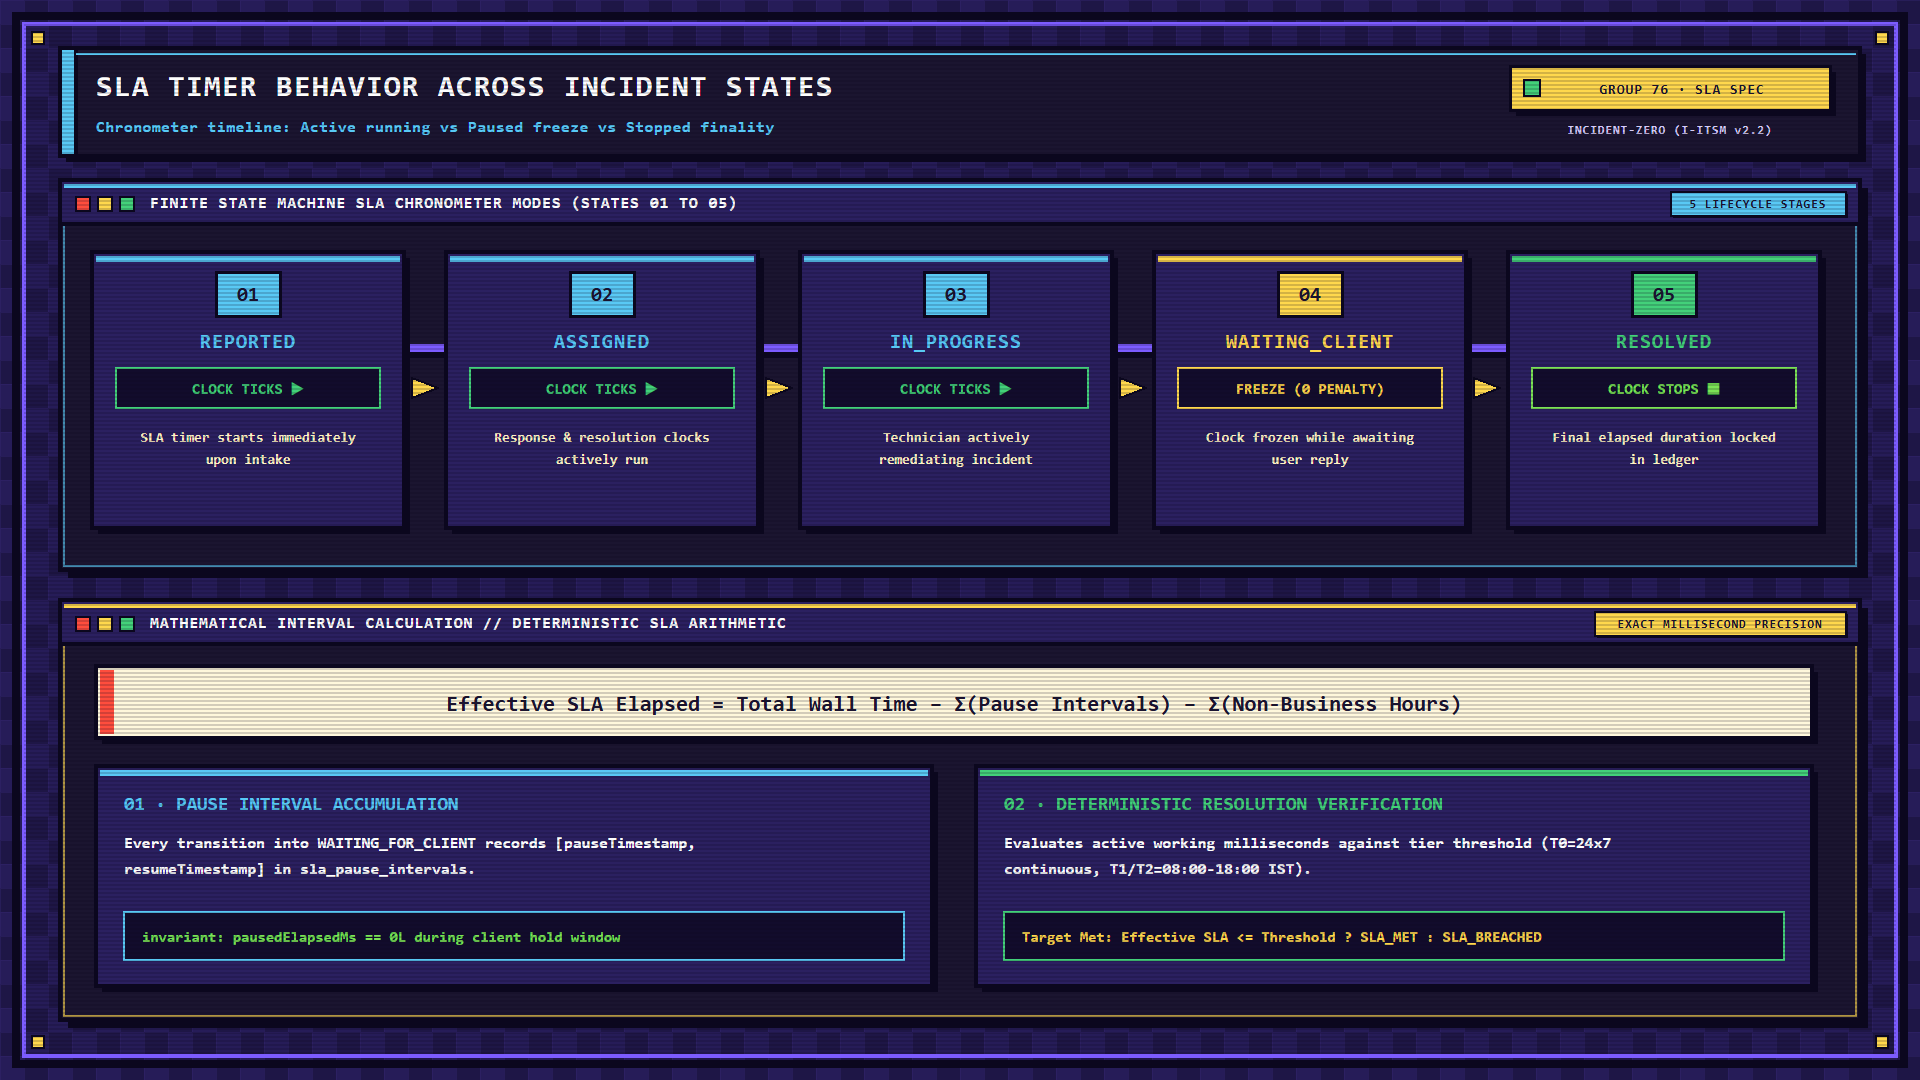 SLA TIMER BEHAVIOR ACROSS INCIDENT STATES
Chronometer timeline: Active running vs Paused freeze vs Stopped finality
GROUP 76 · SLA SPEC
INCIDENT-ZERO (I-ITSM v2.2)
FINITE STATE MACHINE SLA CHRONOMETER MODES (STATES 01 TO 05)
5 LIFECYCLE STAGES
01
REPORTED
CLOCK TICKS ▶
SLA timer starts immediately
upon intake
02
ASSIGNED
CLOCK TICKS ▶
Response & resolution clocks
actively run
03
IN_PROGRESS
CLOCK TICKS ▶
Technician actively
remediating incident
04
WAITING_CLIENT
FREEZE (0 PENALTY)
Clock frozen while awaiting
user reply
05
RESOLVED
CLOCK STOPS ■
Final elapsed duration locked
in ledger
MATHEMATICAL INTERVAL CALCULATION // DETERMINISTIC SLA ARITHMETIC
EXACT MILLISECOND PRECISION
Effective SLA Elapsed = Total Wall Time − Σ(Pause Intervals) − Σ(Non-Business Hours)
01 · PAUSE INTERVAL ACCUMULATION
Every transition into WAITING_FOR_CLIENT records [pauseTimestamp,
resumeTimestamp] in sla_pause_intervals.
invariant: pausedElapsedMs == 0L during client hold window
02 · DETERMINISTIC RESOLUTION VERIFICATION
Evaluates active working milliseconds against tier threshold (T0=24x7
continuous, T1/T2=08:00-18:00 IST).
Target Met: Effective SLA <= Threshold ? SLA_MET : SLA_BREACHED